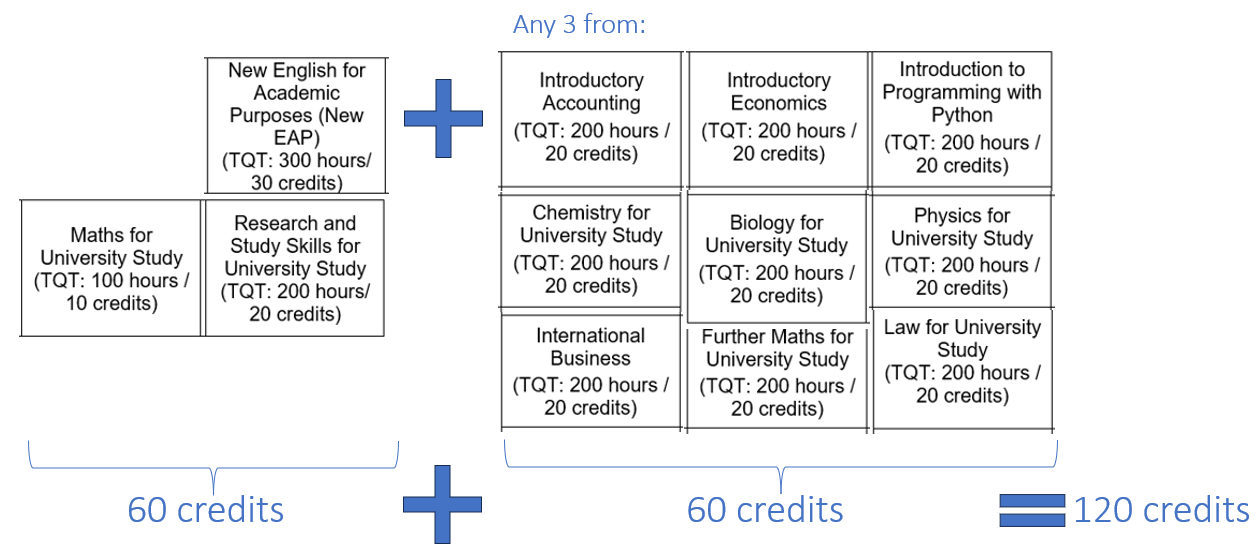 Any 3 from:
New English for
Academic
Purposes (New
EAP)
(TQT: 300 hours/
30 credits)
Maths for
University Study
(TQT: 100 hours /
10 credits)
Research and
Study Skills for
University Study
(TQT: 200 hours/
20 credits)
Introductory
Accounting
(TQT: 200 hours /
20 credits)
Introductory
Economics
(TQT: 200 hours /
20 credits)
Introduction to
Programming with
Python
(TQT: 200 hours /
20 credits)
Chemistry for
University Study
(TQT: 200 hours /
20 credits)
Biology for
University Study
(TQT: 200 hours /
20 credits)
Physics for
University Study
(TQT: 200 hours /
20 credits)
International
Business
(TQT: 200 hours /
20 credits)
Further Maths for
University Study
(TQT: 200 hours /
20 credits)
Law for University
Study
(TQT: 200 hours /
20 credits)
60 credits
60 credits
120 credits